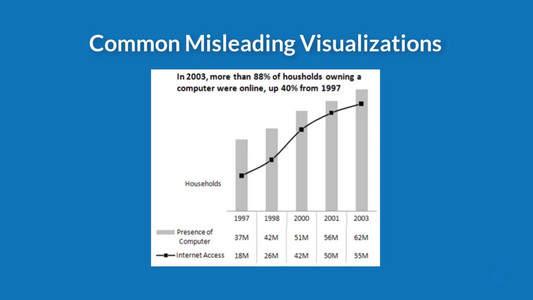 Common Misleading Visualizations
In 2003, more than 88% of housholds owning a
computer were online, up 40% from 1997
Households
1997 1998 2000 2001 2003
Presence of
Computer 37M 42M 51M 56M 62M
Internet Access 18M 26M 42M 50M 55M